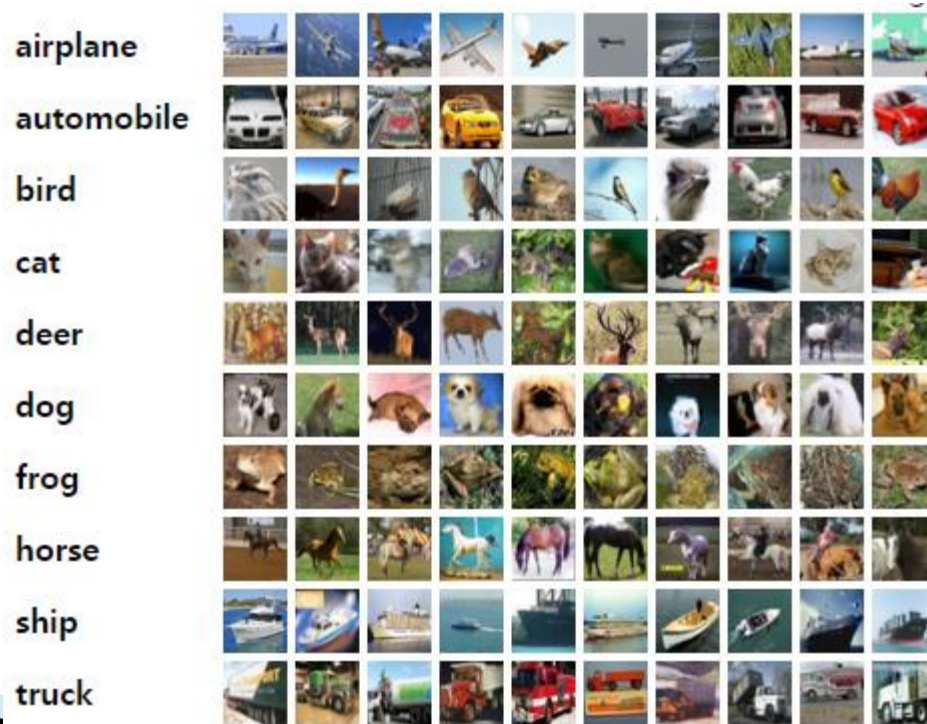 airplane
automobile
bird
cat
deer
dog
frog
horse
ship
truck